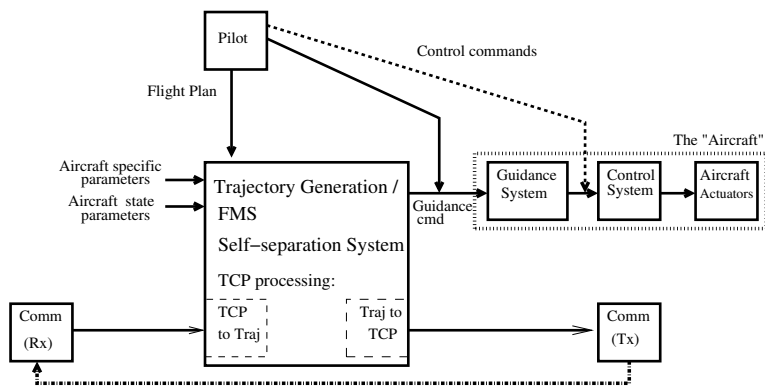 Pilot
Control commands
Flight Plan
The "Aircraft"
Aircraft specific
parameters
Aircraft state
parameters
Trajectory Generation /
FMS
Self−separation System
TCP processing:
TCP
to Traj
Traj to
TCP
Guidance
cmd
Guidance
System
Control
System
Aircraft
Actuators
Comm
(Rx)
Comm
(Tx)